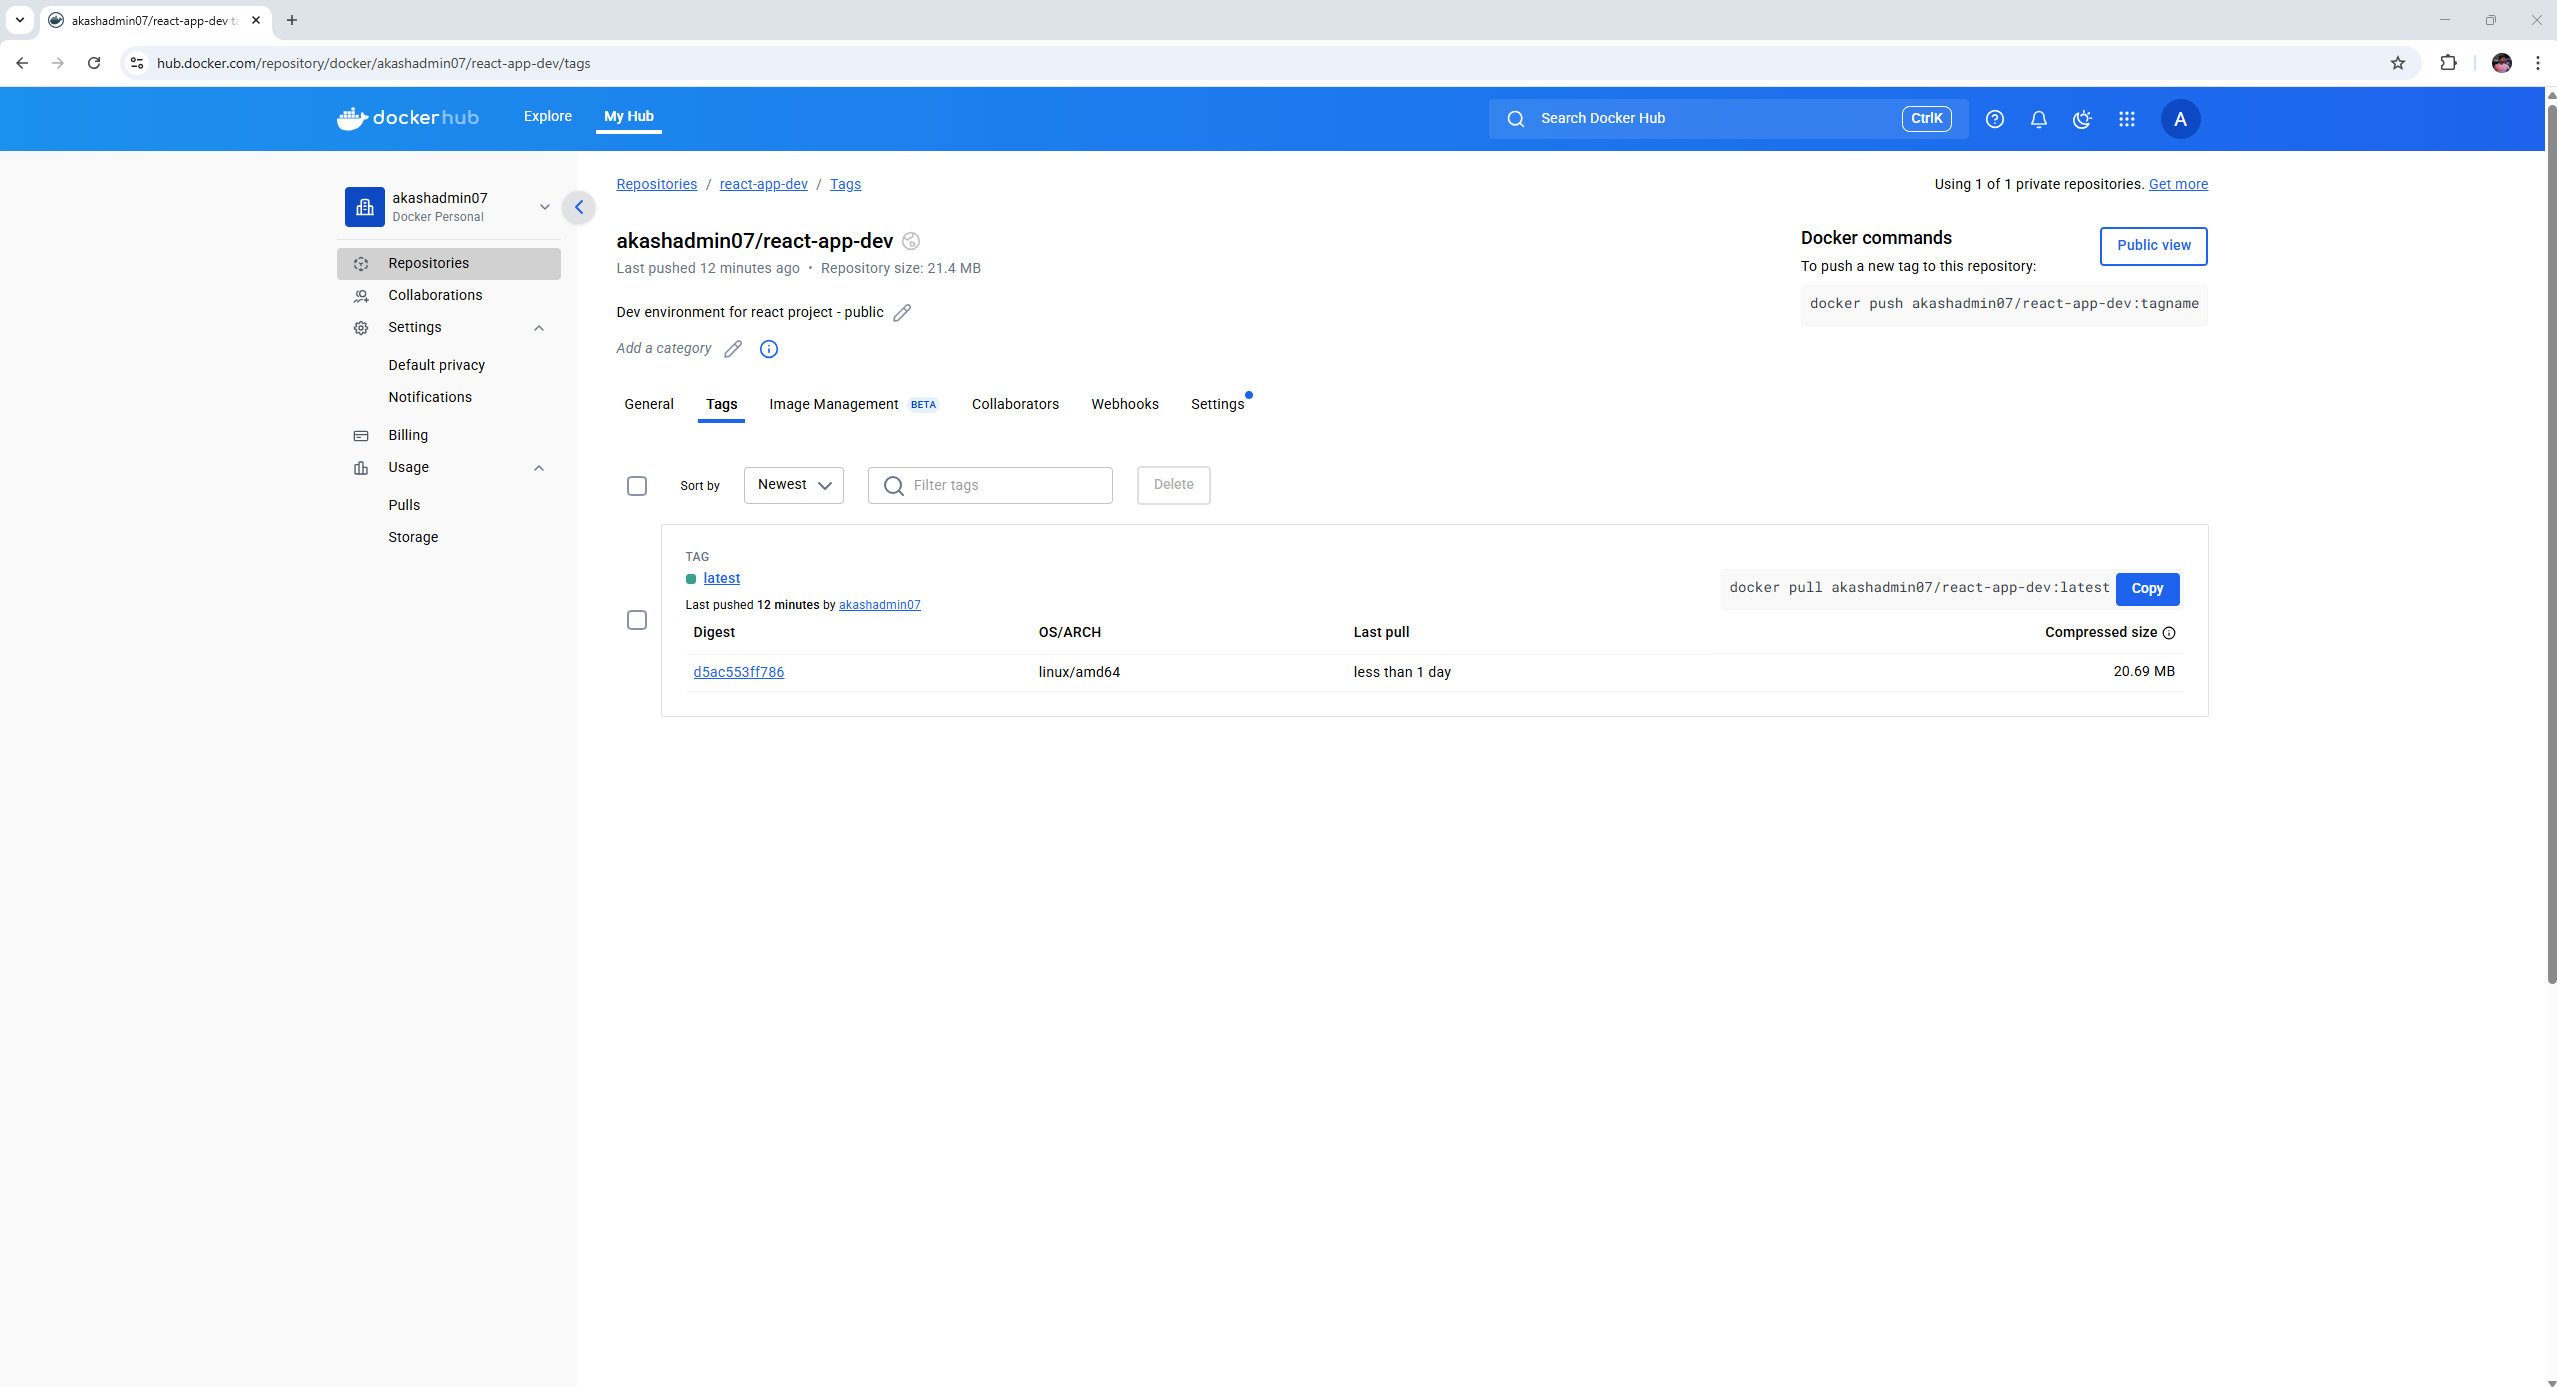 akashadmin07/react-app-dev ta
hub.docker.com/repository/docker/akashadmin07/react-app-dev/tags
dockerhub
Explore
My Hub
Search Docker Hub
CtrlK
A
akashadmin07
Docker Personal
Repositories
Collaborations
Settings
Default privacy
Notifications
Billing
Usage
Pulls
Storage
Repositories / react-app-dev / Tags
Using 1 of 1 private repositories. Get more
akashadmin07/react-app-dev
Last pushed 12 minutes ago • Repository size: 21.4 MB
Dev environment for react project - public
Add a category
Docker commands
Public view
To push a new tag to this repository:
docker push akashadmin07/react-app-dev:tagname
General
Tags
Image Management BETA
Collaborators
Webhooks
Settings
Sort by
Newest
Filter tags
Delete
TAG
latest
Last pushed 12 minutes by akashadmin07
docker pull akashadmin07/react-app-dev:latest
Copy
Digest OS/ARCH Last pull Compressed size
d5ac553ff786 linux/amd64 less than 1 day 20.69 MB